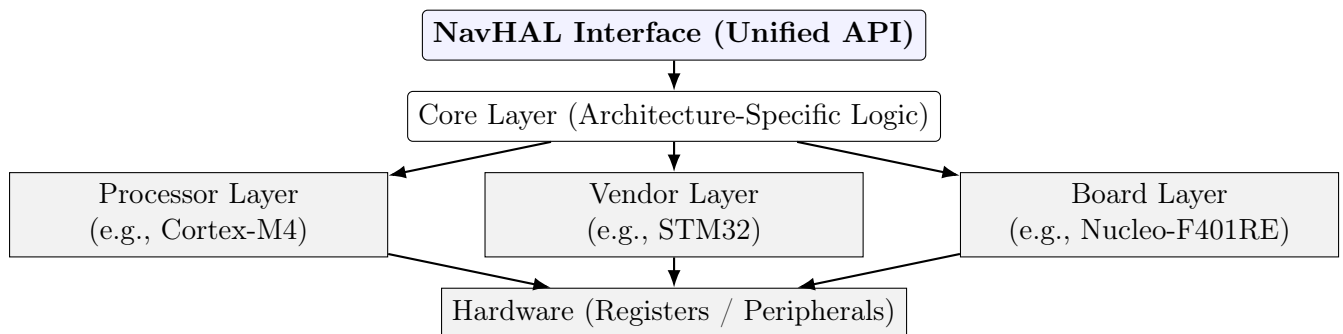 NavHAL Interface (Unified API)
Core Layer (Architecture-Specific Logic)
Processor Layer
(e.g., Cortex-M4)
Vendor Layer
(e.g., STM32)
Board Layer
(e.g., Nucleo-F401RE)
Hardware (Registers / Peripherals)